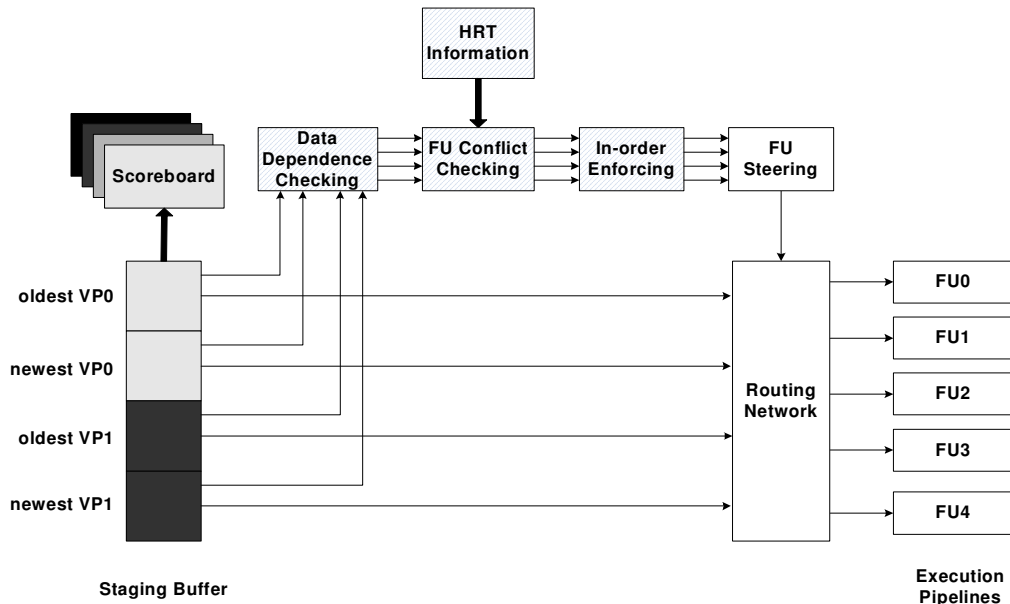 HRT
Information
Scoreboard
Data
Dependence
Checking
FU Conflict
Checking
In-order
Enforcing
FU
Steering
oldest VP0
newest VP0
oldest VP1
newest VP1
Routing
Network
FU0
FU1
FU2
FU3
FU4
Staging Buffer
Execution
Pipelines